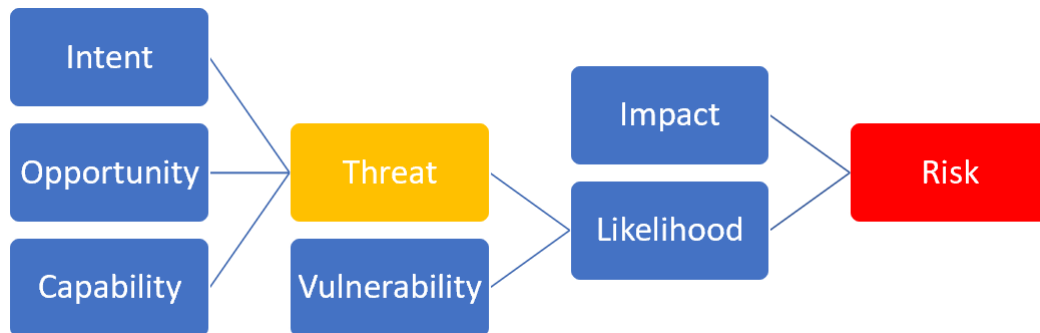 Intent
Opportunity
Capability
Threat
Vulnerability
Impact
Likelihood
Risk